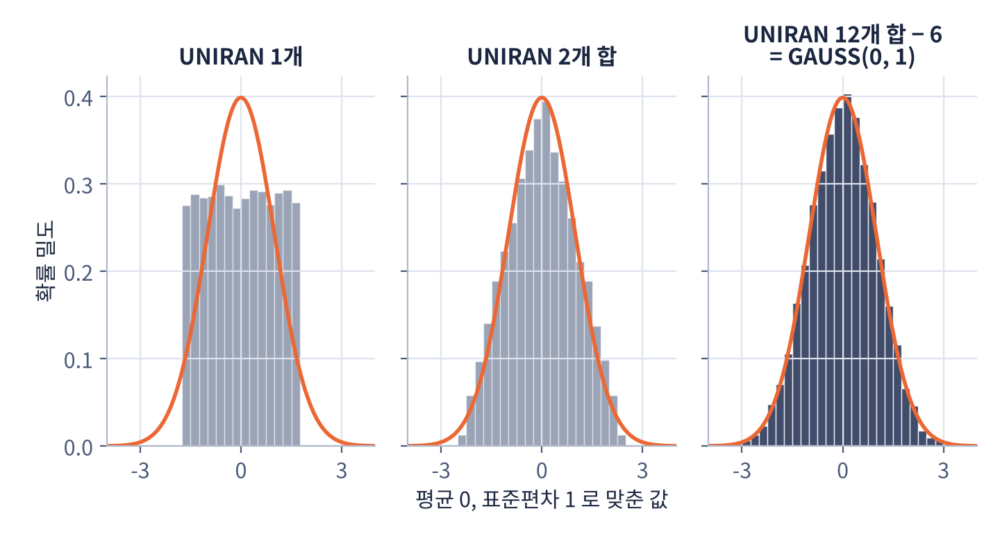 UNIRAN 1개
UNIRAN 2개 합
UNIRAN 12개 합 − 6
= GAUSS(0, 1)
확률 밀도
0.4
0.3
0.2
0.1
0.0
-3 0 3
-3 0 3
-3 0 3
평균 0, 표준편차 1 로 맞춘 값